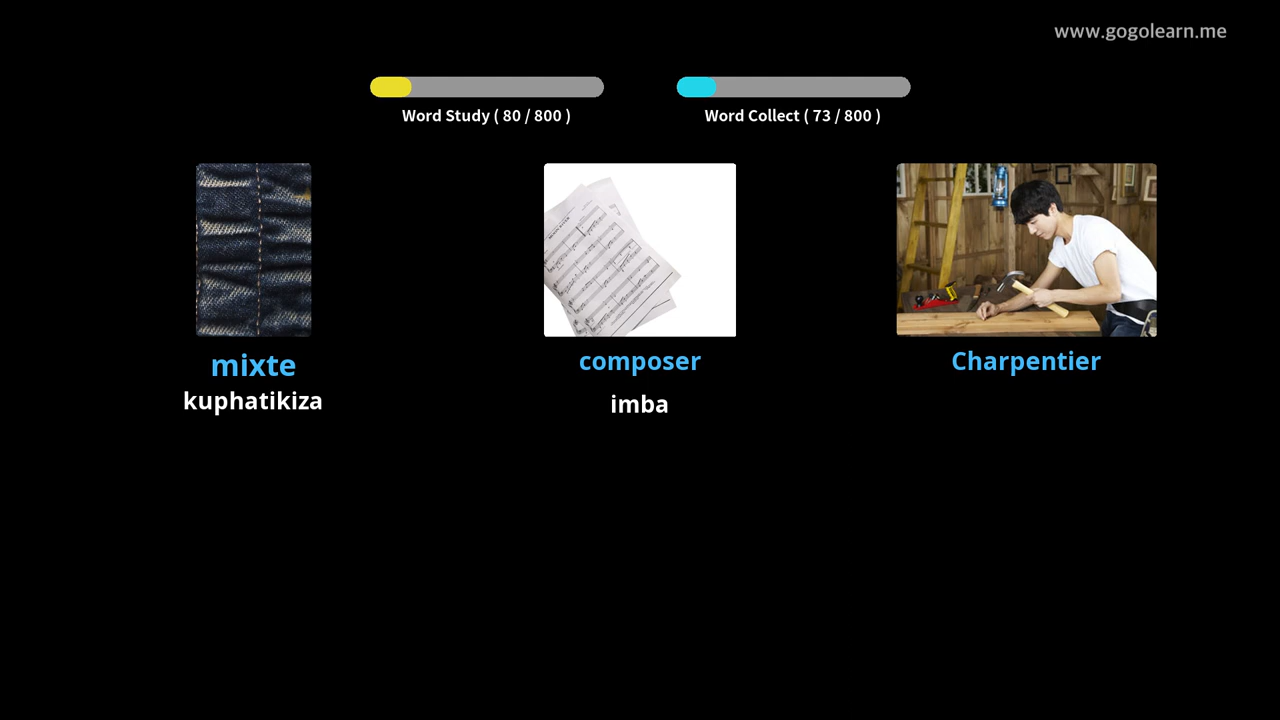 www.gogolearn.me
Word Study ( 80 / 800 )
Word Collect ( 73 / 800 )
mixte
composer
Charpentier
kuphatikiza
imba